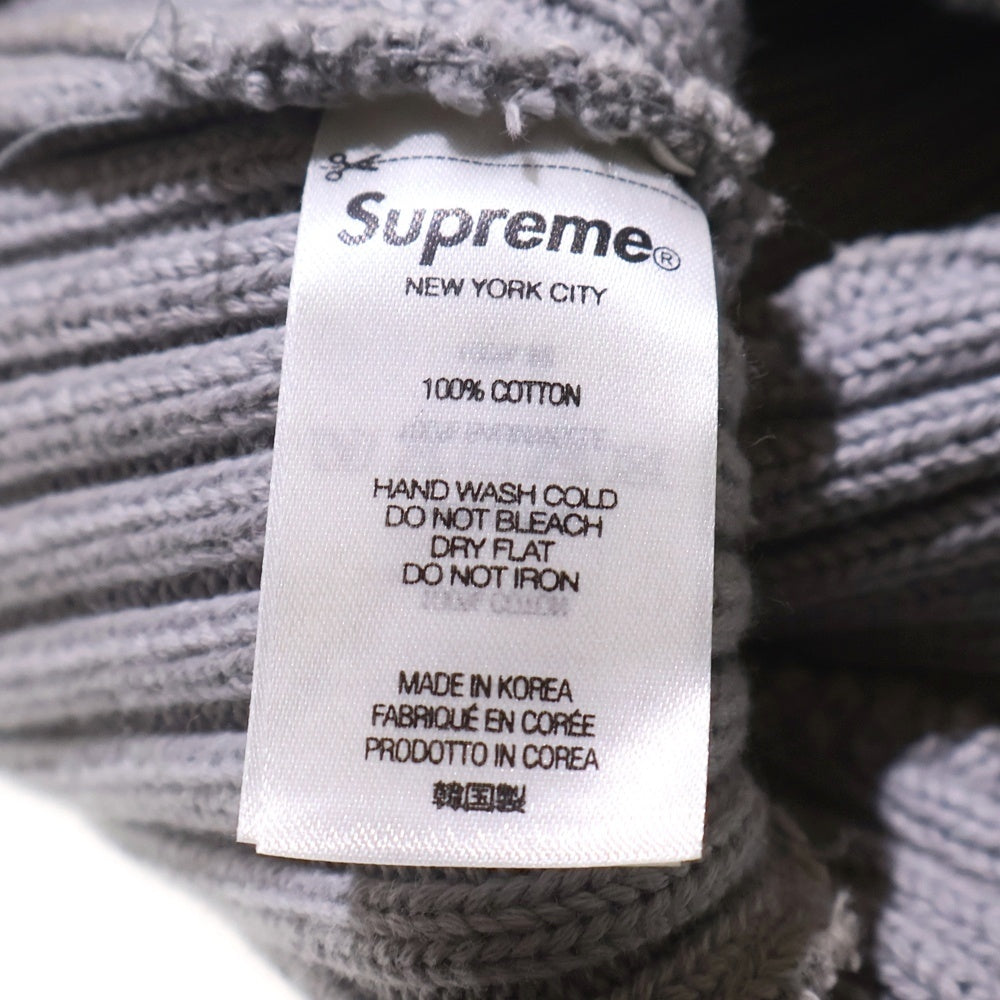 Supreme®
NEW YORK CITY
100% COTTON
HAND WASH COLD
DO NOT BLEACH
DRY FLAT
DO NOT IRON
MADE IN KOREA
FABRIQUÉ EN CORÉE
PRODOTTO IN COREA
韓国製